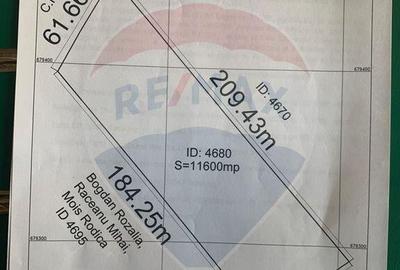 61.60
679400
679400
RE/MAX
209.43m
ID: 4670
ID: 4680
S=11600mp
184.25m
Bogdan Rozalia,
Raceanu Mihai,
Mois Rodica
ID 4695
679300
679300